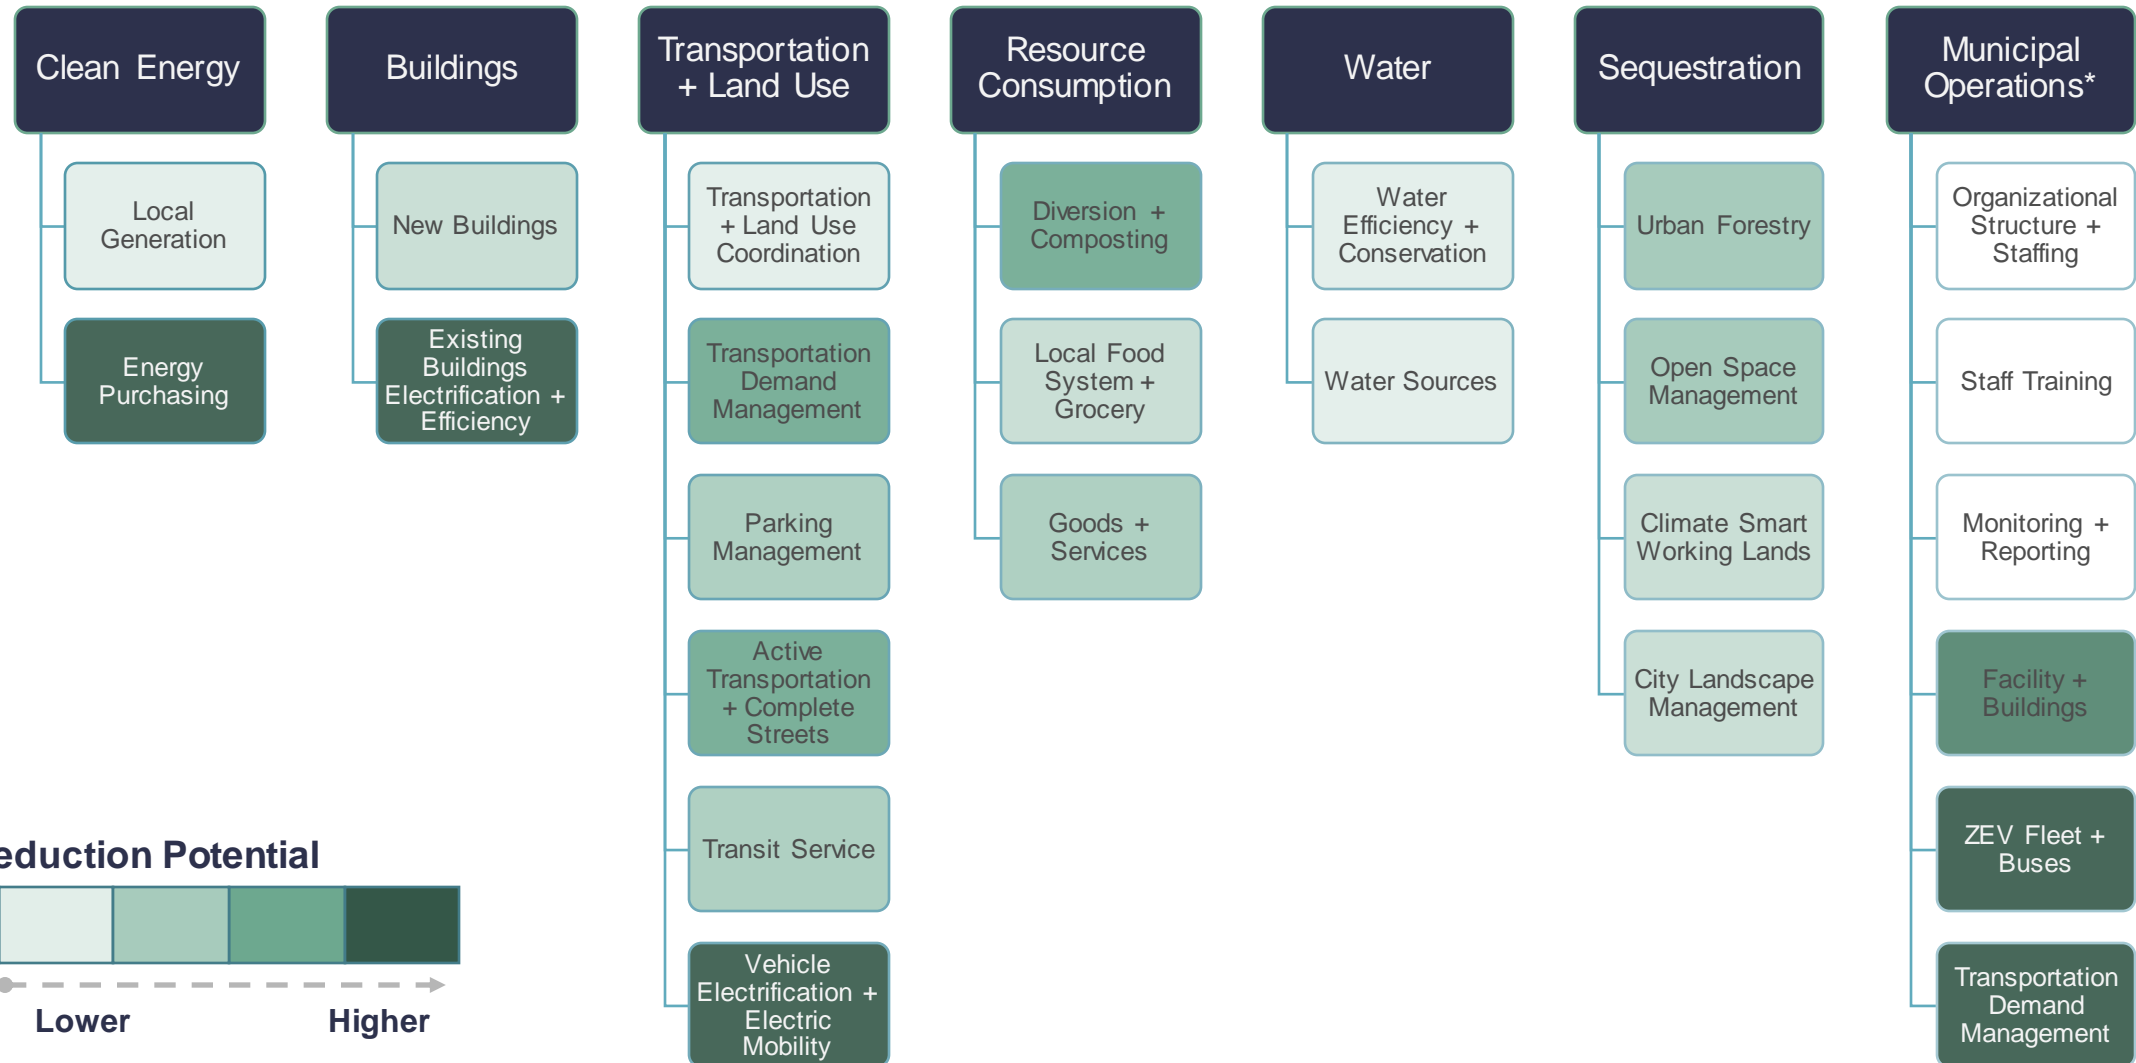 Clean Energy
Local
Generation
Energy
Purchasing
Buildings
New Buildings
Existing
Buildings
Electrification +
Efficiency
Transportation
+ Land Use
Transportation
+ Land Use
Coordination
Transportation
Demand
Management
Parking
Management
Active
Transportation
+ Complete
Streets
Transit Service
Vehicle
Electrification +
Electric
Mobility
Resource
Consumption
Diversion +
Composting
Local Food
System +
Grocery
Goods +
Services
Water
Water
Efficiency +
Conservation
Water Sources
Sequestration
Urban Forestry
Open Space
Management
Climate Smart
Working Lands
City Landscape
Management
Municipal
Operations*
Organizational
Structure +
Staffing
Staff Training
Monitoring +
Reporting
Facility +
Buildings
ZEV Fleet +
Buses
Transportation
Demand
Management
eduction Potential
Lower
Higher